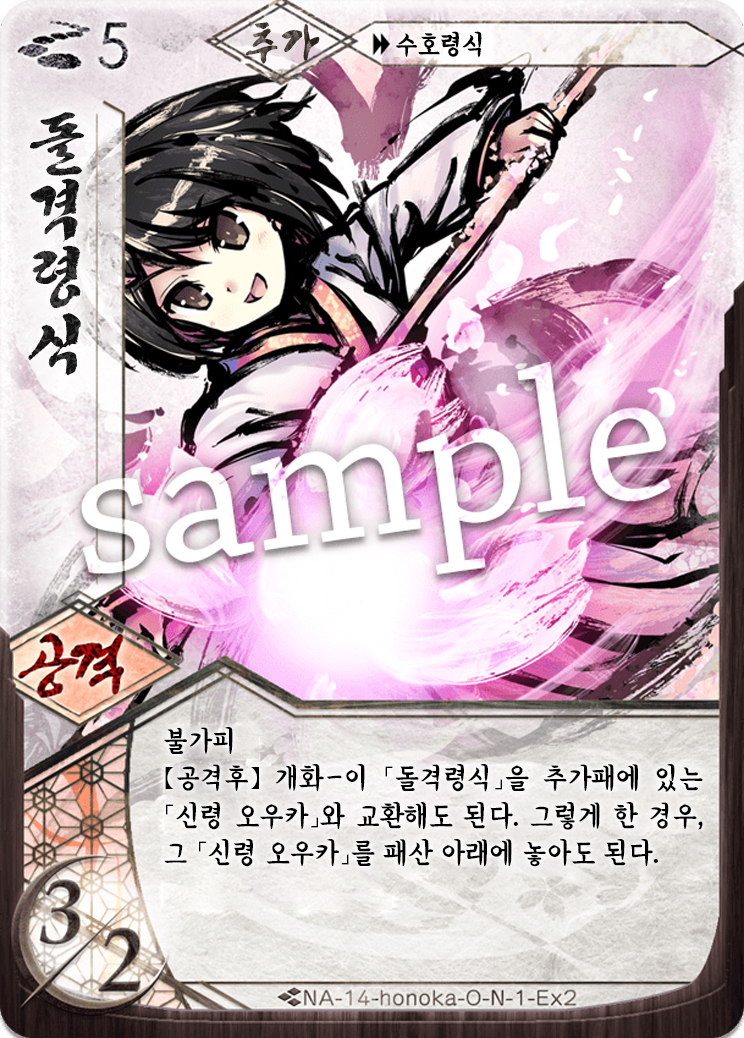 5
추가
수호령식
돌격령식
sample
공격
불가피
【공격후】 개화-이 「돌격령식」을 추가패에 있는
「신령 오우카」와 교환해도 된다. 그렇게 한 경우,
그 「신령 오우카」를 패산 아래에 놓아도 된다.
3/2
NA-14-honoka-O-N-1-Ex2